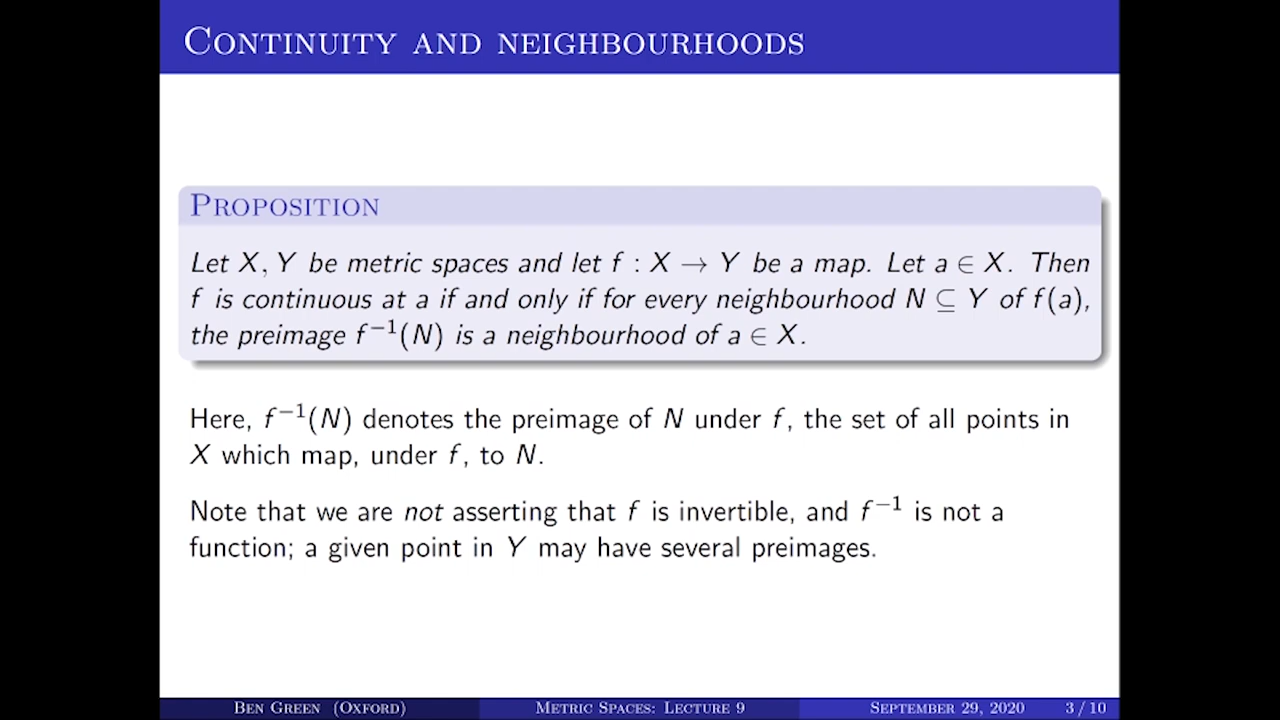 CONTINUITY AND NEIGHBOURHOODS
PROPOSITION
Let X, Y be metric spaces and let f : X → Y be a map. Let a ∈ X. Then
f is continuous at a if and only if for every neighbourhood N ⊆ Y of f(a),
the preimage f⁻¹(N) is a neighbourhood of a ∈ X.
Here, f⁻¹(N) denotes the preimage of N under f, the set of all points in
X which map, under f, to N.
Note that we are not asserting that f is invertible, and f⁻¹ is not a
function; a given point in Y may have several preimages.
BEN GREEN (OXFORD) METRIC SPACES: LECTURE 9 SEPTEMBER 29, 2020 3 / 10